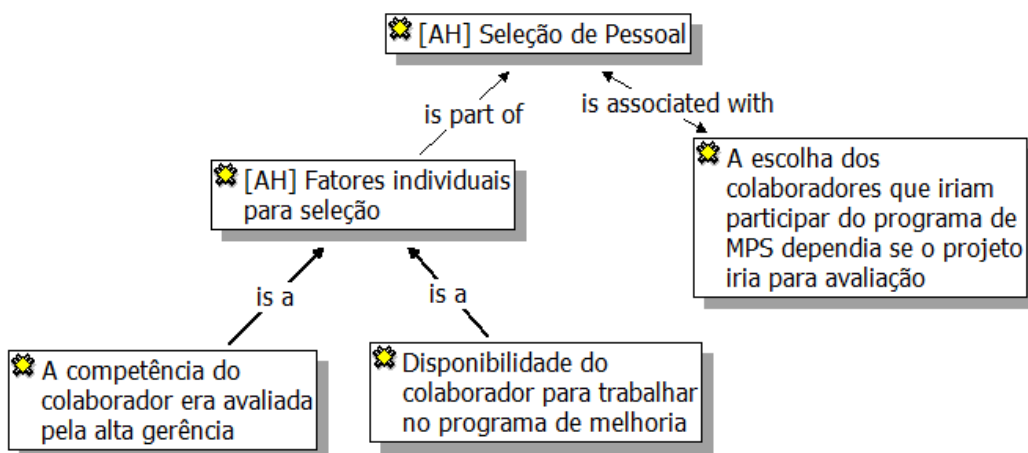 [AH] Seleção de Pessoal
is part of
is associated with
[AH] Fatores individuais
para seleção
A escolha dos
colaboradores que iriam
participar do programa de
MPS dependia se o projeto
iria para avaliação
is a
is a
A competência do
colaborador era avaliada
pela alta gerência
Disponibilidade do
colaborador para trabalhar
no programa de melhoria